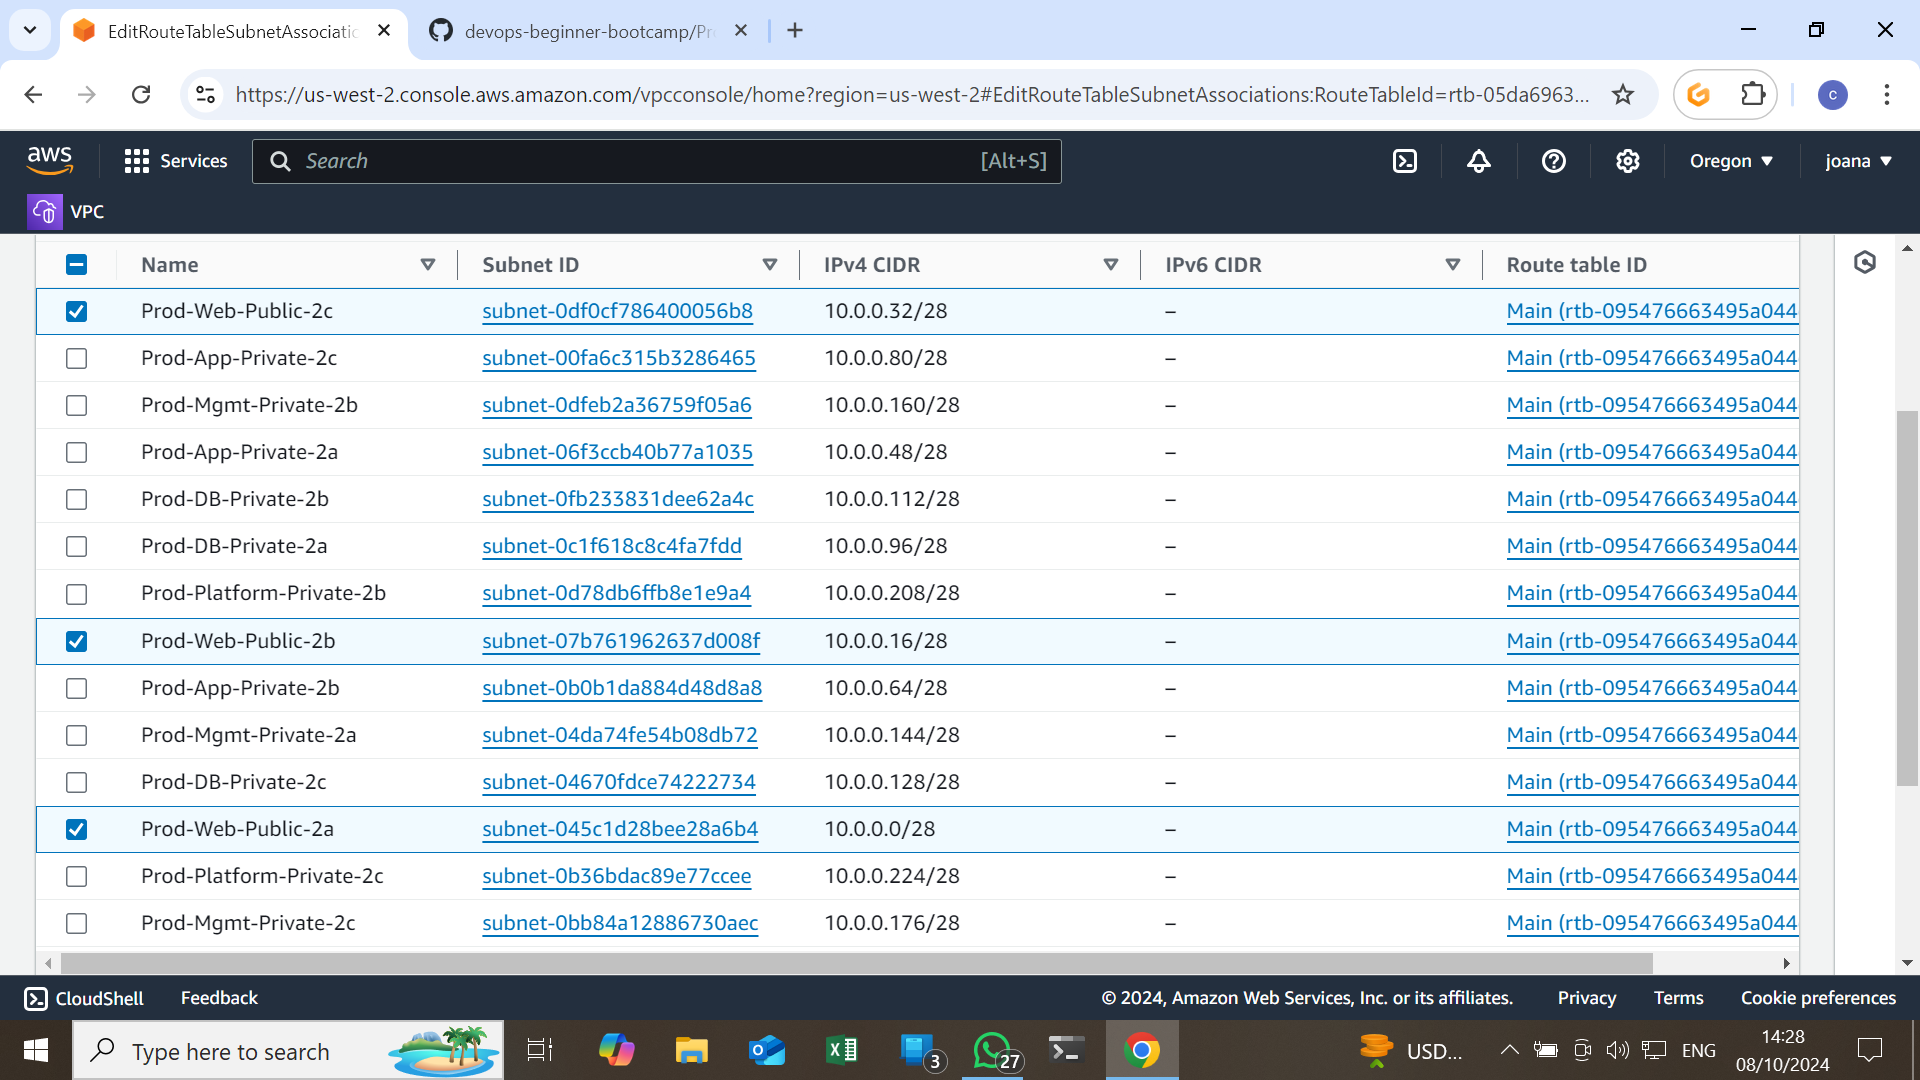 EditRouteTableSubnetAssociatic
devops-beginner-bootcamp/Pr
https://us-west-2.console.aws.amazon.com/vpcconsole/home?region=us-west-2#EditRouteTableSubnetAssociations:RouteTableId=rtb-05da6963...
C
aws Services Search [Alt+S] Oregon joana
VPC
Name Subnet ID IPv4 CIDR IPv6 CIDR Route table ID
Prod-Web-Public-2c subnet-0df0cf786400056b8 10.0.0.32/28 – Main (rtb-095476663495a044
Prod-App-Private-2c subnet-00fa6c315b3286465 10.0.0.80/28 – Main (rtb-095476663495a044
Prod-Mgmt-Private-2b subnet-0dfeb2a36759f05a6 10.0.0.160/28 – Main (rtb-095476663495a044
Prod-App-Private-2a subnet-06f3ccb40b77a1035 10.0.0.48/28 – Main (rtb-095476663495a044
Prod-DB-Private-2b subnet-0fb233831dee62a4c 10.0.0.112/28 – Main (rtb-095476663495a044
Prod-DB-Private-2a subnet-0c1f618c8c4fa7fdd 10.0.0.96/28 – Main (rtb-095476663495a044
Prod-Platform-Private-2b subnet-0d78db6ffb8e1e9a4 10.0.0.208/28 – Main (rtb-095476663495a044
Prod-Web-Public-2b subnet-07b761962637d008f 10.0.0.16/28 – Main (rtb-095476663495a044
Prod-App-Private-2b subnet-0b0b1da884d48d8a8 10.0.0.64/28 – Main (rtb-095476663495a044
Prod-Mgmt-Private-2a subnet-04da74fe54b08db72 10.0.0.144/28 – Main (rtb-095476663495a044
Prod-DB-Private-2c subnet-04670fdce74222734 10.0.0.128/28 – Main (rtb-095476663495a044
Prod-Web-Public-2a subnet-045c1d28bee28a6b4 10.0.0.0/28 – Main (rtb-095476663495a044
Prod-Platform-Private-2c subnet-0b36bdac89e77ccee 10.0.0.224/28 – Main (rtb-095476663495a044
Prod-Mgmt-Private-2c subnet-0bb84a12886730aec 10.0.0.176/28 – Main (rtb-095476663495a044
CloudShell Feedback © 2024, Amazon Web Services, Inc. or its affiliates. Privacy Terms Cookie preferences
Type here to search 3 27 USD... ENG 14:28
08/10/2024